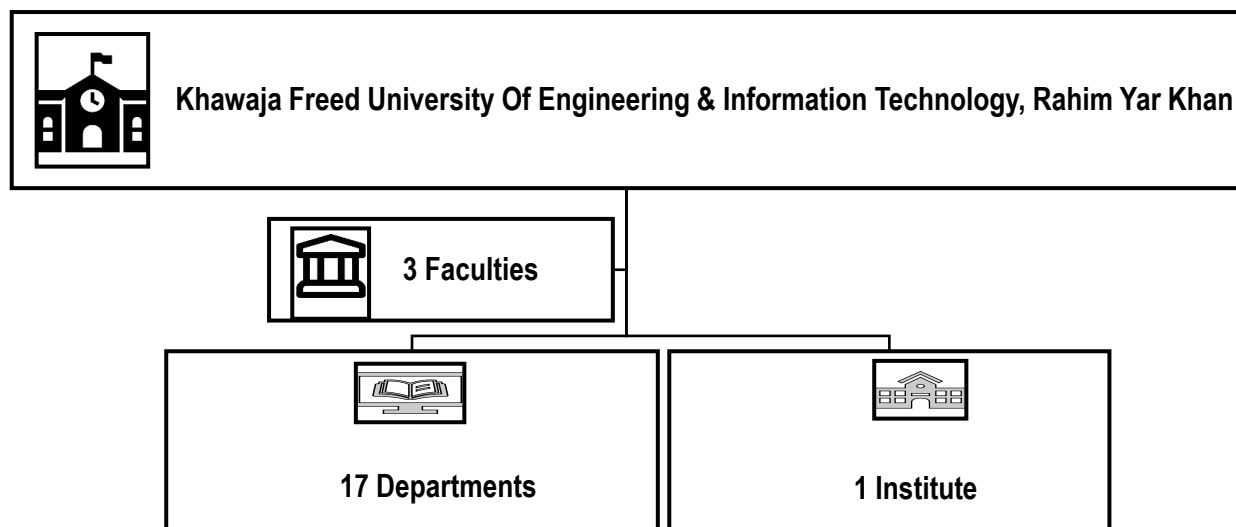 Khawaja Freed University Of Engineering & Information Technology, Rahim Yar Khan
3 Faculties
17 Departments
1 Institute